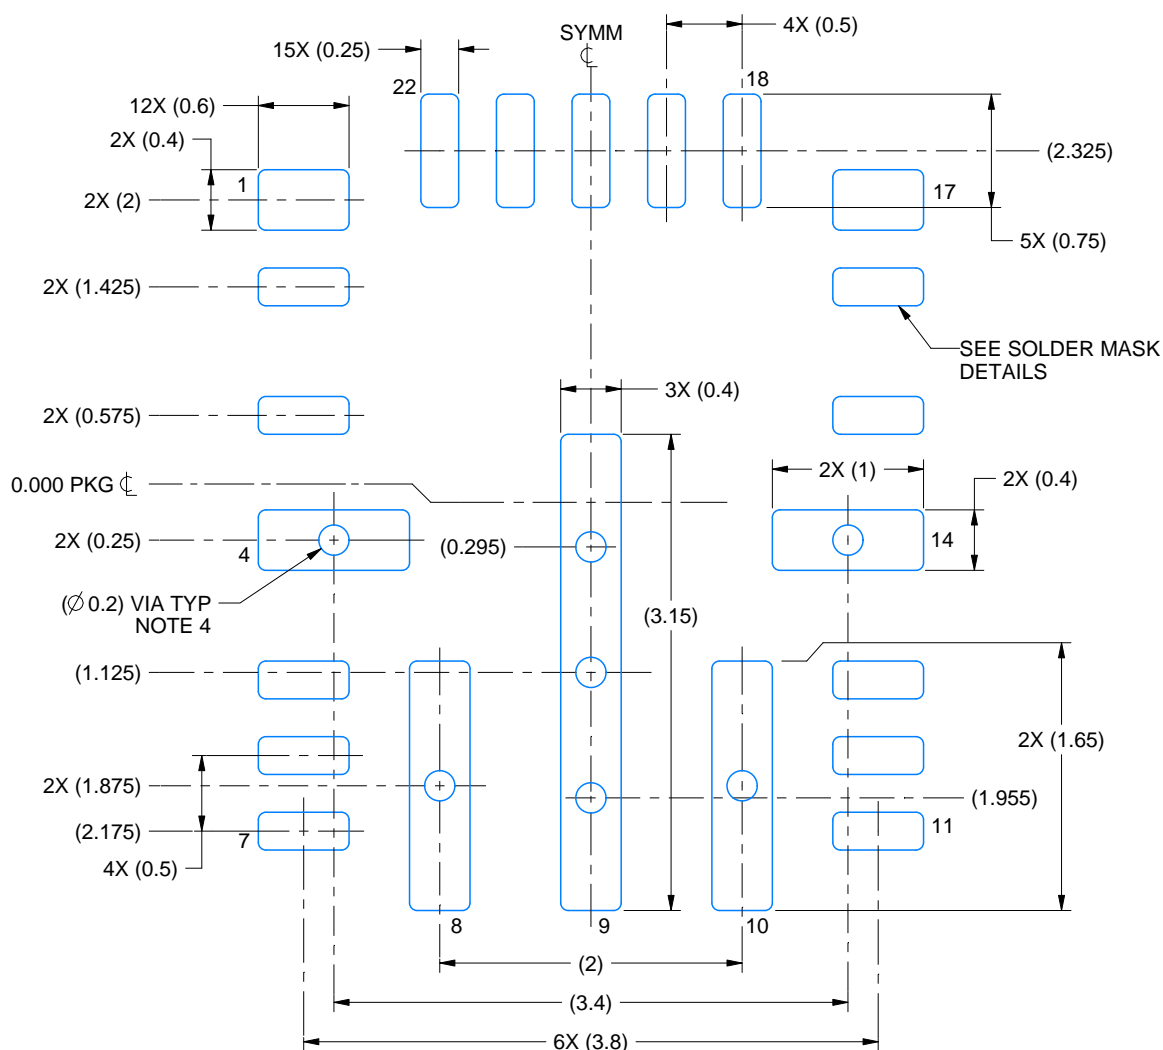 SYMM
4X (0.5)
15X (0.25)
22
18
12X (0.6)
2X (0.4)
(2.325)
1
17
2X (2)
5X (0.75)
2X (1.425)
SEE SOLDER MASK
DETAILS
3X (0.4)
2X (0.575)
2X (1)
2X (0.4)
0.000 PKG ℄
2X (0.25)
4
(0.295)
14
(∅ 0.2) VIA TYP
NOTE 4
(3.15)
(1.125)
2X (1.65)
2X (1.875)
(1.955)
(2.175)
7
11
4X (0.5)
8
9
10
(2)
(3.4)
6X (3.8)